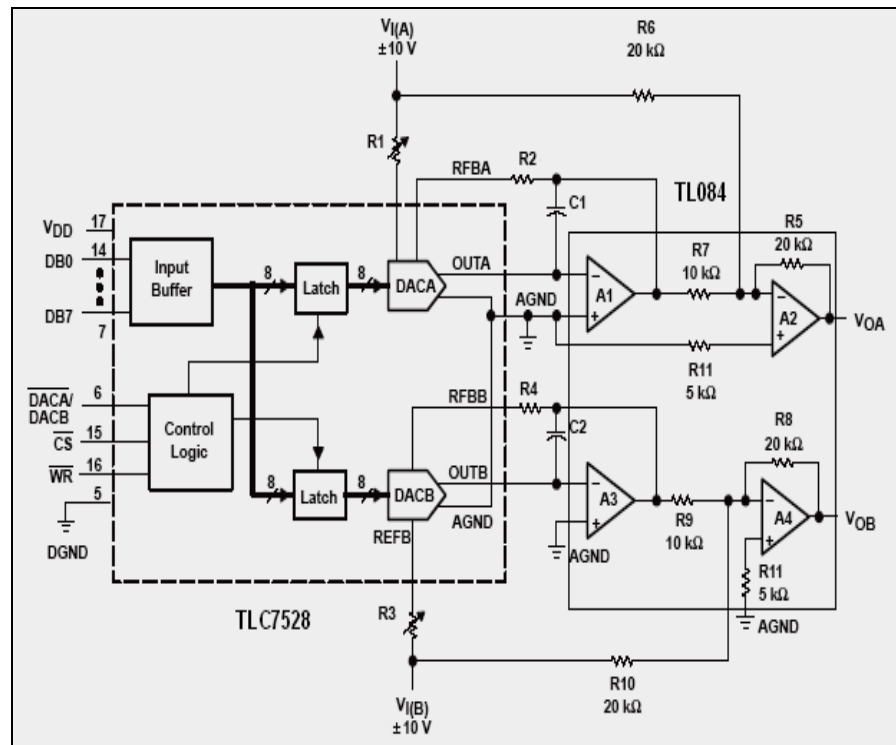 VI(A)
±10 V
R6
20 kΩ
R1
RFBA
R2
C1
TL084
R5
20 kΩ
R7
10 kΩ
VDD
17
14
DB0
DB7
7
Input
Buffer
8
Latch
8
DACA
OUTA
AGND
−
+
A1
−
+
A2
VOA
R11
5 kΩ
DACA/
DACB
6
CS
15
WR
16
5
DGND
Control
Logic
8
Latch
8
DACB
REFB
RFBB
R4
C2
OUTB
AGND
−
+
A3
AGND
R9
10 kΩ
R8
20 kΩ
−
+
A4
VOB
R11
5 kΩ
AGND
TLC7528
R3
VI(B)
±10 V
R10
20 kΩ